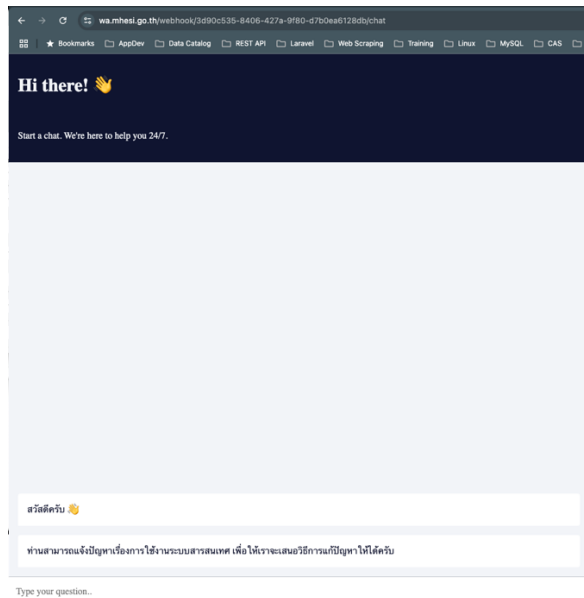 wa.mhesi.go.th/webhook/3d90c535-8406-427a-9f80-d7b0ea6128db/chat
Bookmarks AppDev Data Catalog REST API Laravel Web Scraping Training Linux MySQL CAS
Hi there! 👋
Start a chat. We're here to help you 24/7.
สวัสดีครับ 👋
ท่านสามารถแจ้งปัญหาเรื่องการใช้งานระบบสารสนเทศ เพื่อให้เราจะเสนอวิธีการแก้ปัญหาให้ได้ครับ
Type your question..